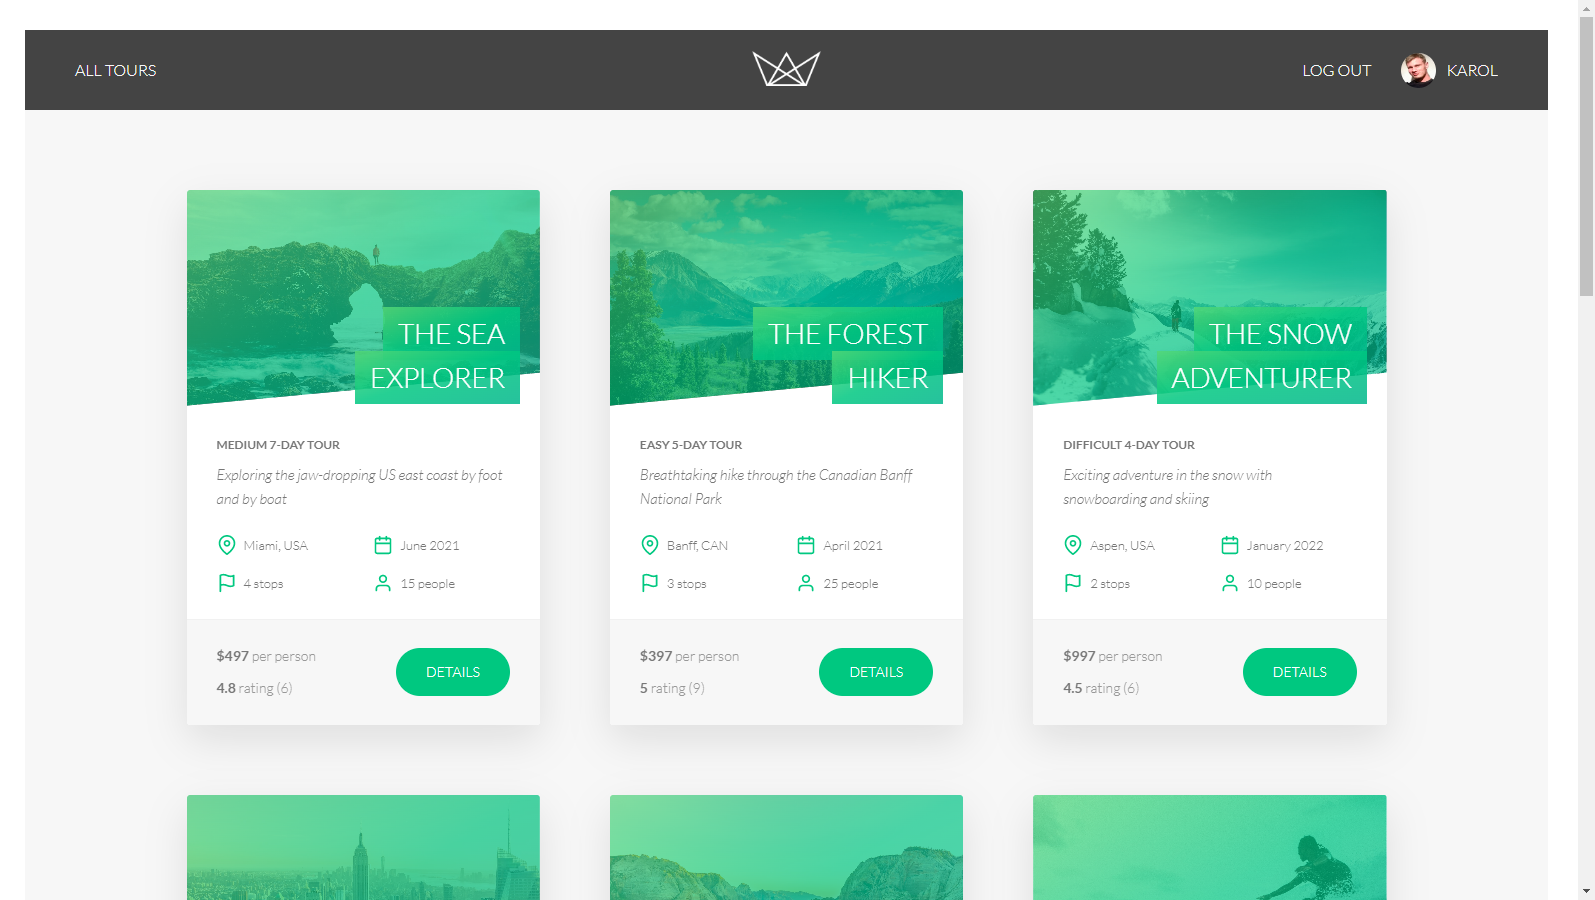 ALL TOURS
LOG OUT
KAROL
THE SEA
EXPLORER
MEDIUM 7-DAY TOUR
Exploring the jaw-dropping US east coast by foot
and by boat
Miami, USA
June 2021
4 stops
15 people
$497 per person
4.8 rating (6)
DETAILS
THE FOREST
HIKER
EASY 5-DAY TOUR
Breathtaking hike through the Canadian Banff
National Park
Banff, CAN
April 2021
3 stops
25 people
$397 per person
5 rating (9)
DETAILS
THE SNOW
ADVENTURER
DIFFICULT 4-DAY TOUR
Exciting adventure in the snow with
snowboarding and skiing
Aspen, USA
January 2022
2 stops
10 people
$997 per person
4.5 rating (6)
DETAILS